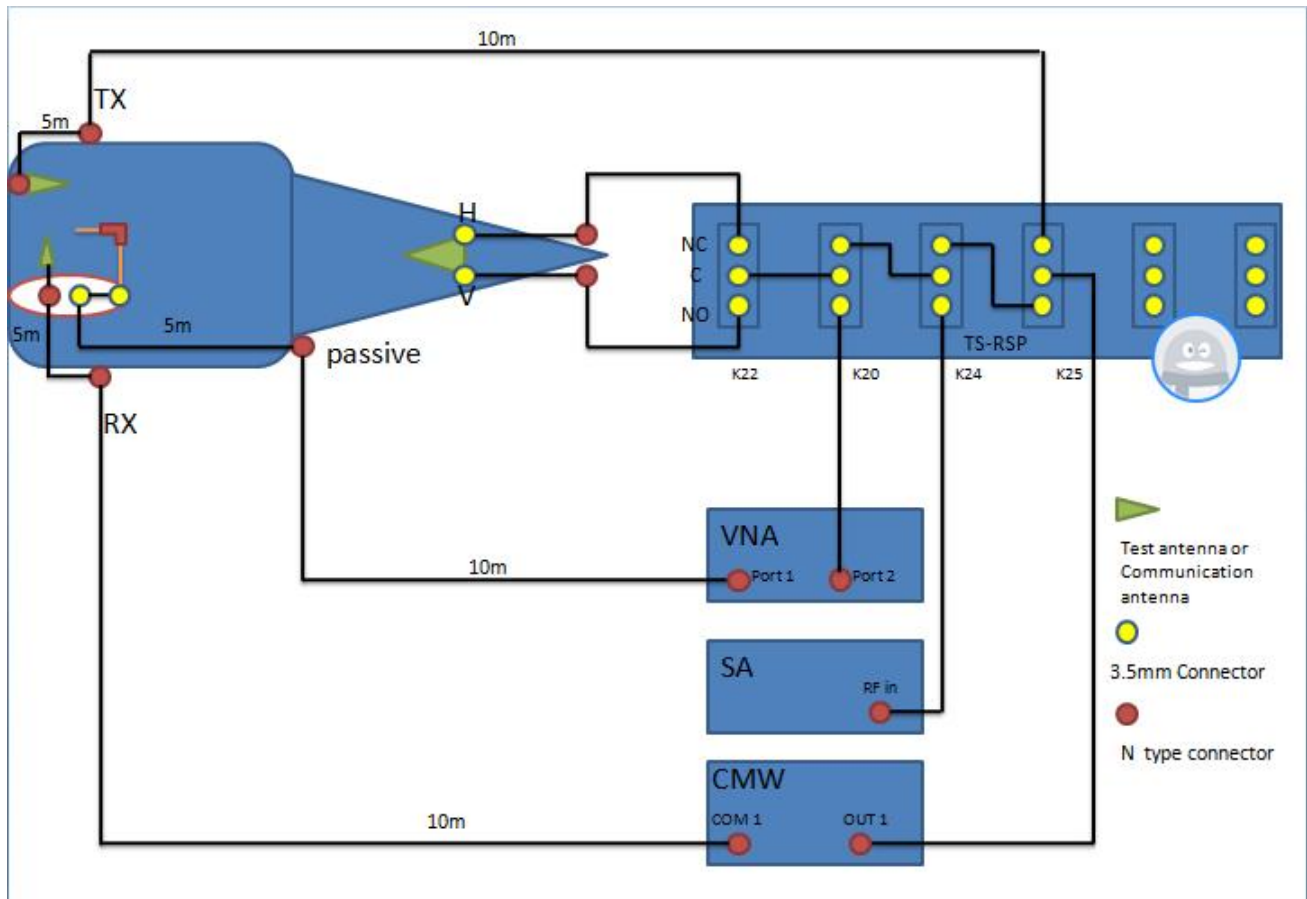 10m
TX
5m
H
NC
C
V
NO
5m
5m
passive
TS-RSP
K22
K20
K24
K25
RX
VNA
Port 1
Port 2
10m
Test antenna or
Communication
antenna
SA
RF in
3.5mm Connector
N type connector
CMW
COM 1
OUT 1
10m